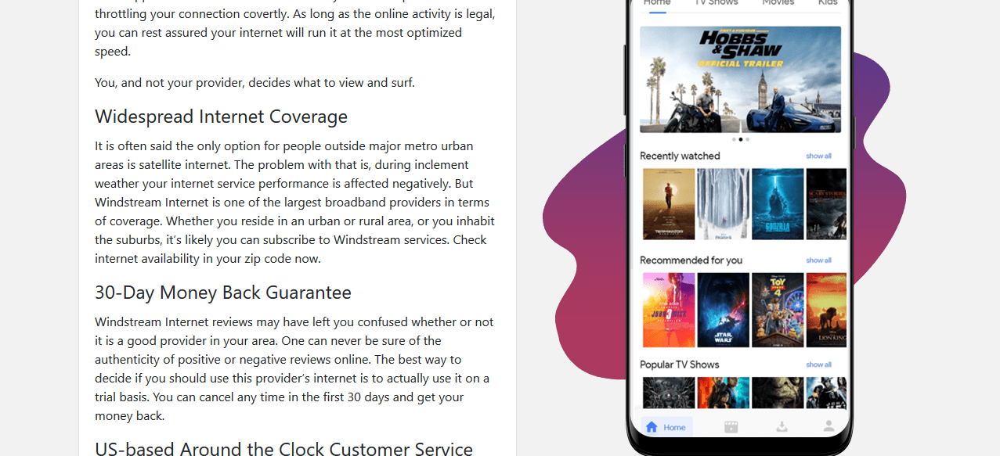 throttling your connection covertly. As long as the online activity is legal,
you can rest assured your internet will run it at the most optimized
speed.
You, and not your provider, decides what to view and surf.
Widespread Internet Coverage
It is often said the only option for people outside major metro urban
areas is satellite internet. The problem with that is, during inclement
weather your internet service performance is affected negatively. But
Windstream Internet is one of the largest broadband providers in terms
of coverage. Whether you reside in an urban or rural area, or you inhabit
the suburbs, it’s likely you can subscribe to Windstream services. Check
internet availability in your zip code now.
30-Day Money Back Guarantee
Windstream Internet reviews may have left you confused whether or not
it is a good provider in your area. One can never be sure of the
authenticity of positive or negative reviews online. The best way to
decide if you should use this provider’s internet is to actually use it on a
trial basis. You can cancel any time in the first 30 days and get your
money back.
US-based Around the Clock Customer Service
Home TV Shows Movies Kids
HOBBS
& SHAW
OFFICIAL TRAILER
Recently watched show all
TERMINATOR
GODZILLA
SCARY STORIES
Recommended for you show all
JOHN WICK
STAR
WARS
TOY
STORY
4
LION KING
Popular TV Shows show all
Home